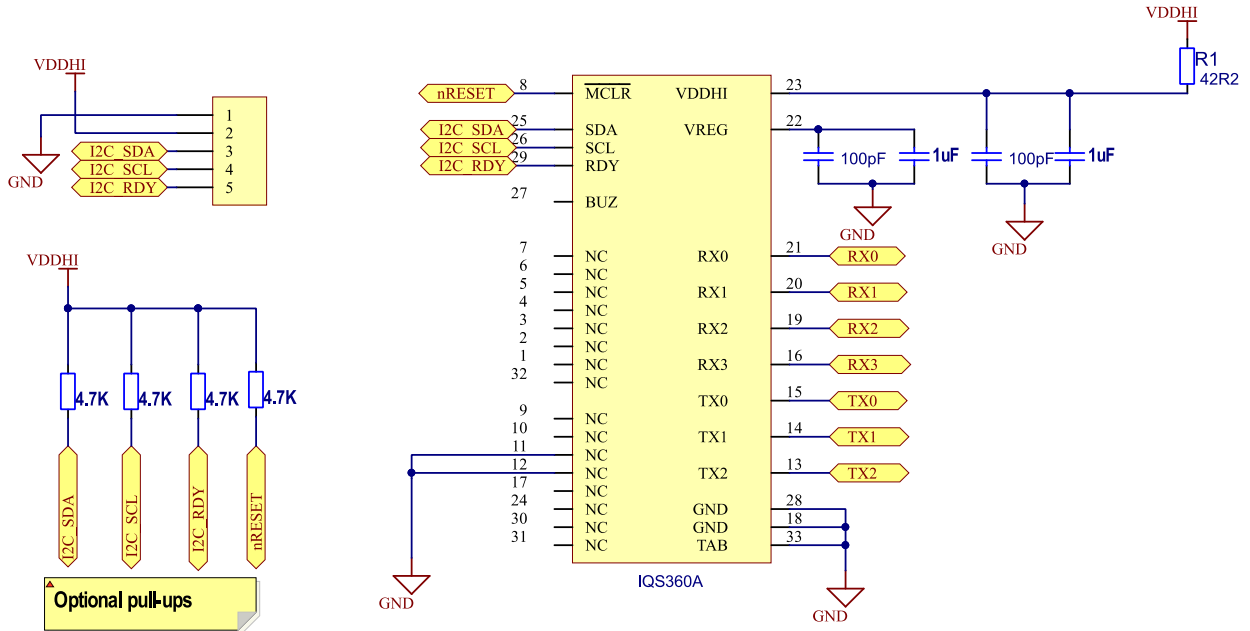 VDDHI
GND
1
2
I2C_SDA 3
I2C_SCL 4
I2C_RDY 5
VDDHI
4.7K 4.7K 4.7K 4.7K
I2C_SDA
I2C_SCL
I2C_RDY
nRESET
Optional pull-ups
nRESET 8 MCLR
I2C_SDA 25 SDA
I2C_SCL 26 SCL
I2C_RDY 29 RDY
27 BUZ
7 NC
6 NC
5 NC
4 NC
3 NC
2 NC
1 NC
32 NC
9 NC
10 NC
11 NC
12 NC
17 NC
24 NC
30 NC
31 NC
GND
VDDHI 23
VREG 22
RX0 21 RX0
RX1 20 RX1
RX2 19 RX2
RX3 16 RX3
TX0 15 TX0
TX1 14 TX1
TX2 13 TX2
GND 28
GND 18
TAB 33
IQS360A
GND
100pF 1uF
GND
100pF 1uF
GND
VDDHI
R1
42R2